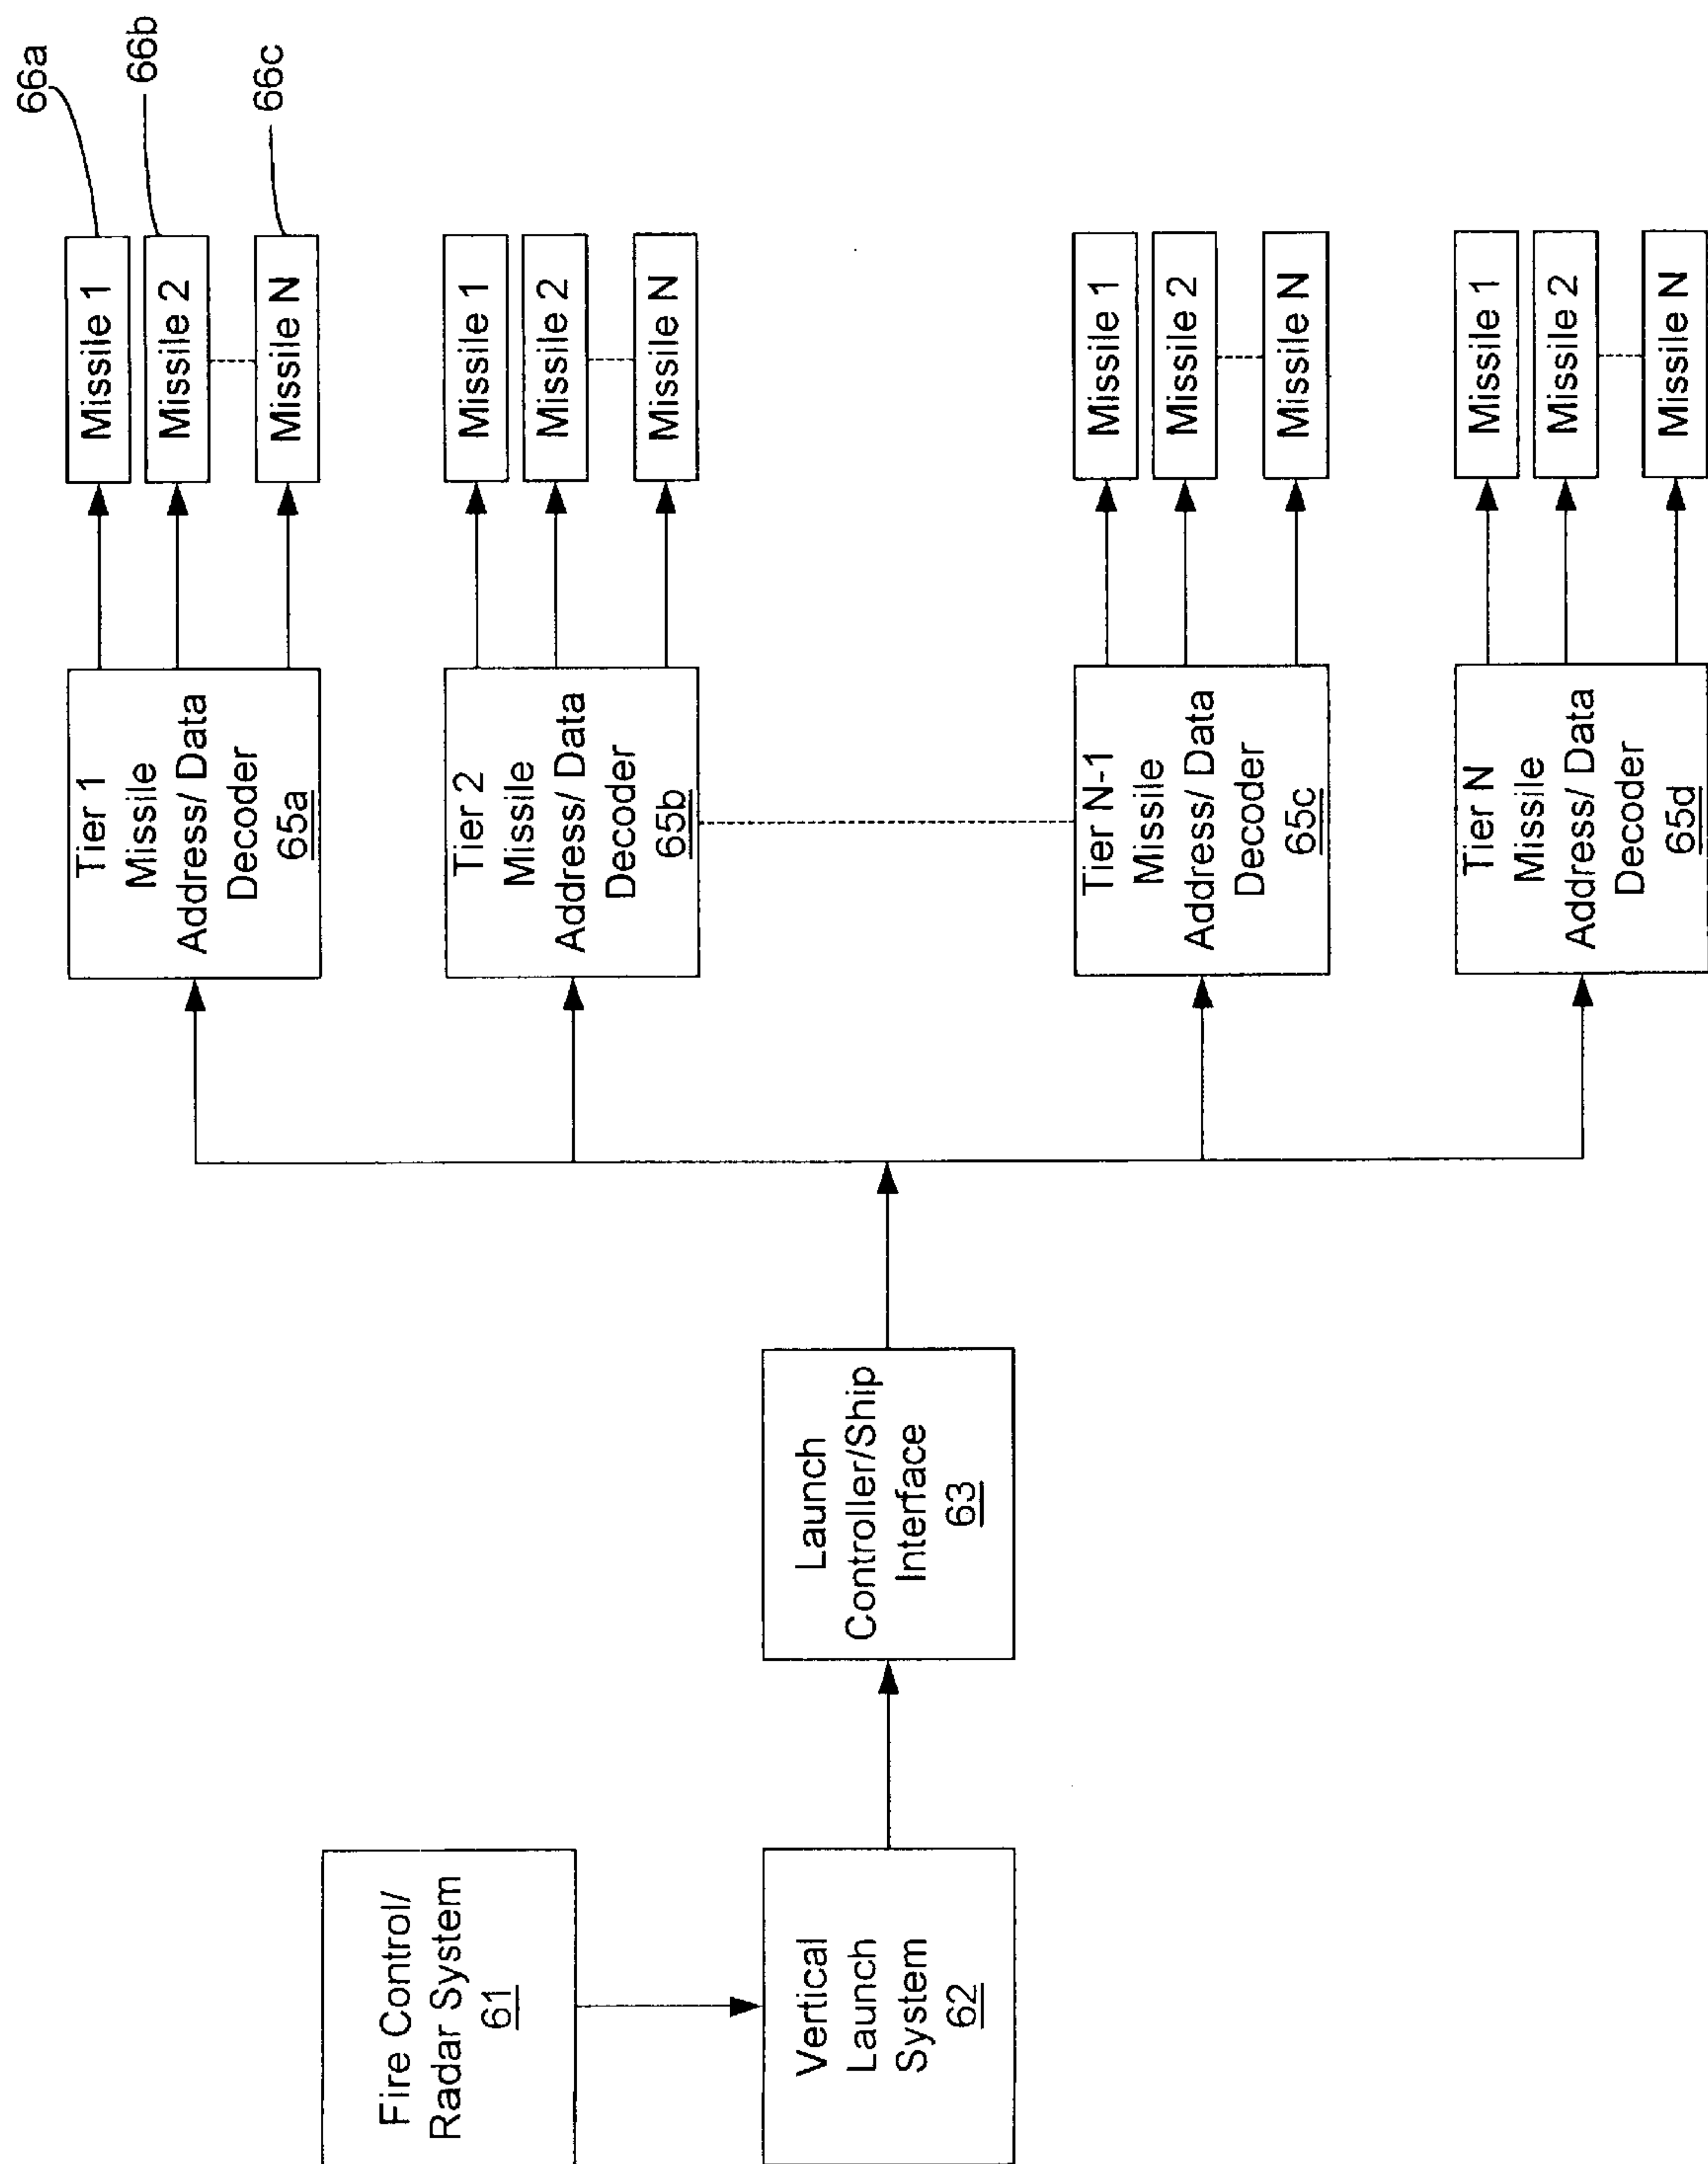 Fire Control/
Radar System
61
Vertical
Launch
System
62
Launch
Controller/Ship
Interface
63
Tier 1
Missile
Address/ Data
Decoder
65a
Missile 1
Missile 2
Missile N
66a
66b
66c
Tier 2
Missile
Address/ Data
Decoder
65b
Missile 1
Missile 2
Missile N
Tier N-1
Missile
Address/ Data
Decoder
65c
Missile 1
Missile 2
Missile N
Tier N
Missile
Address/ Data
Decoder
65d
Missile 1
Missile 2
Missile N